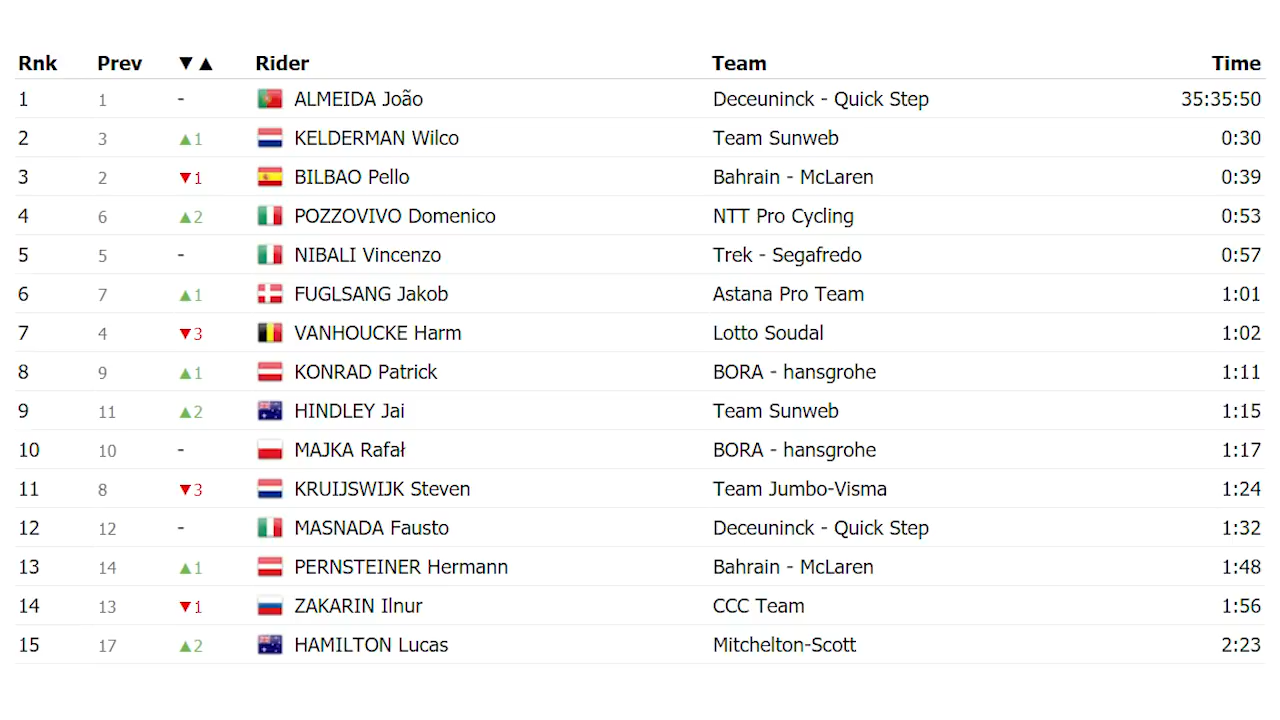 Rnk Prev ▼▲ Rider Team Time
1 1 - ALMEIDA João Deceuninck - Quick Step 35:35:50
2 3 ▲1 KELDERMAN Wilco Team Sunweb 0:30
3 2 ▼1 BILBAO Pello Bahrain - McLaren 0:39
4 6 ▲2 POZZOVIVO Domenico NTT Pro Cycling 0:53
5 5 - NIBALI Vincenzo Trek - Segafredo 0:57
6 7 ▲1 FUGLSANG Jakob Astana Pro Team 1:01
7 4 ▼3 VANHOUCKE Harm Lotto Soudal 1:02
8 9 ▲1 KONRAD Patrick BORA - hansgrohe 1:11
9 11 ▲2 HINDLEY Jai Team Sunweb 1:15
10 10 - MAJKA Rafał BORA - hansgrohe 1:17
11 8 ▼3 KRUIJSWIJK Steven Team Jumbo-Visma 1:24
12 12 - MASNADA Fausto Deceuninck - Quick Step 1:32
13 14 ▲1 PERNSTEINER Hermann Bahrain - McLaren 1:48
14 13 ▼1 ZAKARIN Ilnur CCC Team 1:56
15 17 ▲2 HAMILTON Lucas Mitchelton-Scott 2:23